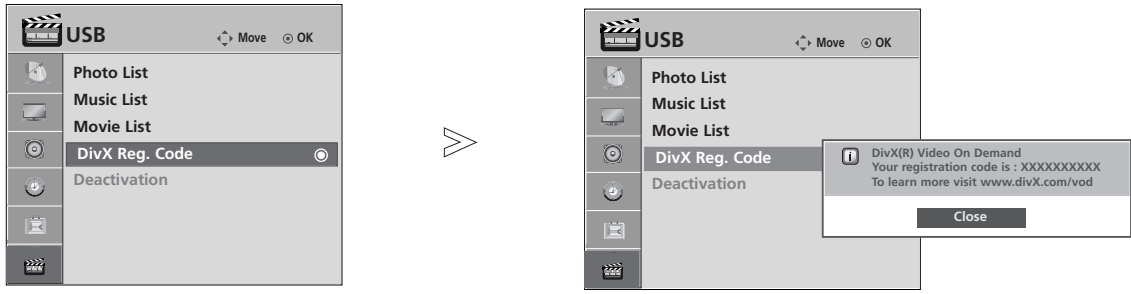 USB Move OK
Photo List
Music List
Movie List
DivX Reg. Code
Deactivation
USB Move OK
Photo List
Music List
Movie List
DivX Reg. Code
Deactivation
i DivX(R) Video On Demand
Your registration code is : XXXXXXXXXX
To learn more visit www.divX.com/vod
Close